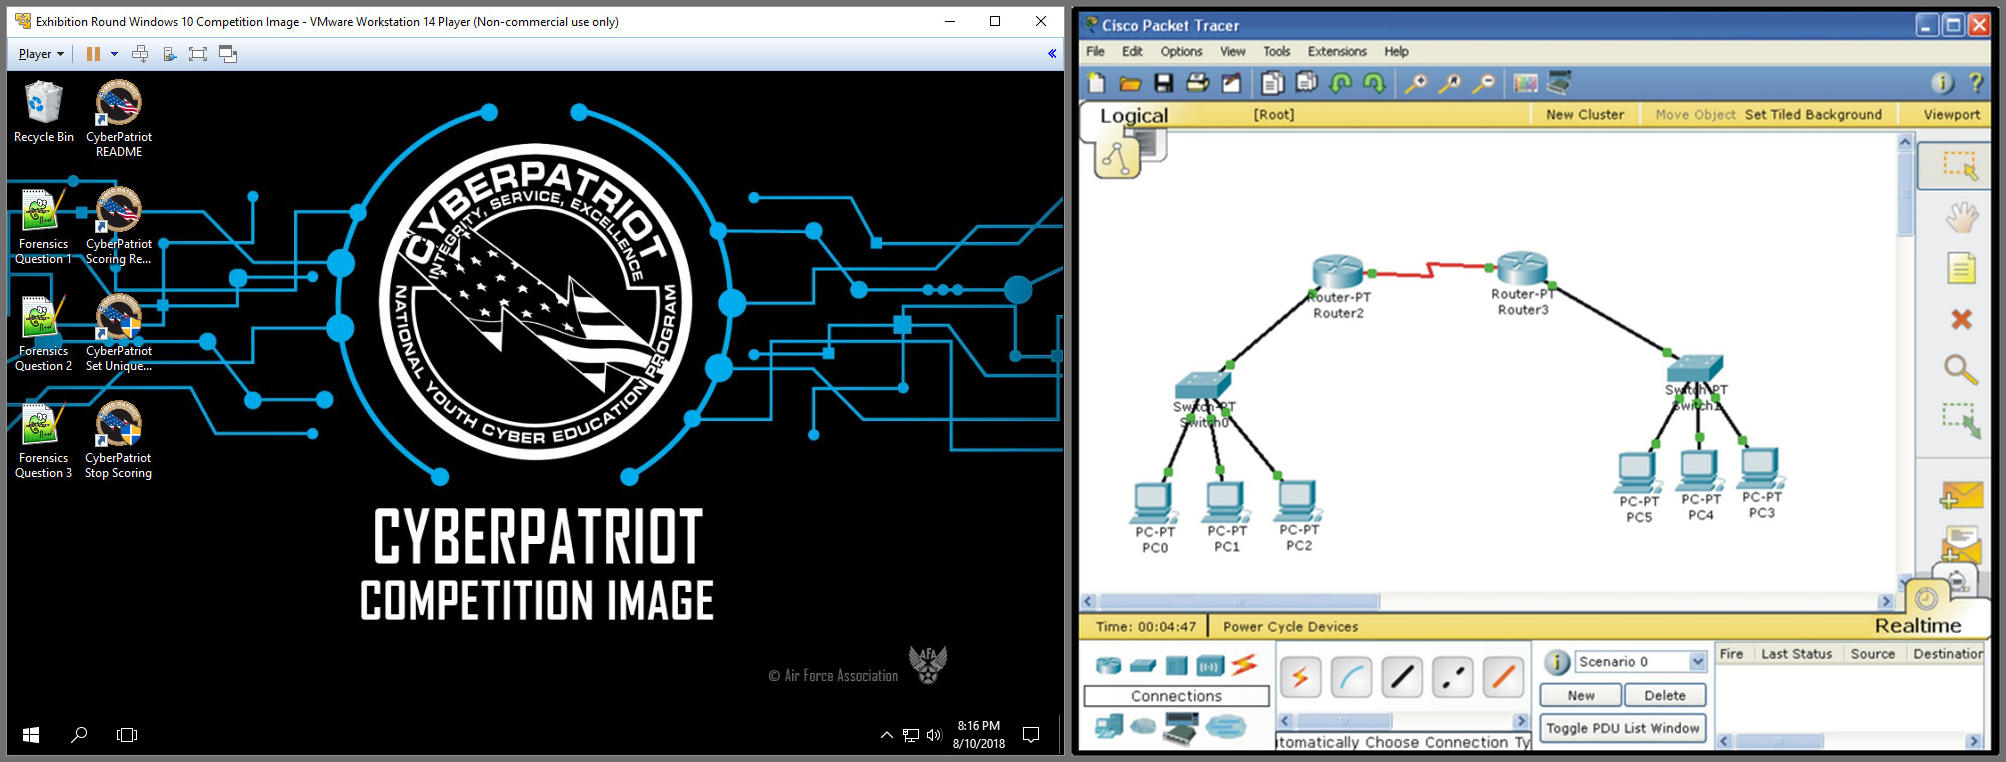 Exhibition Round Windows 10 Competition Image - VMware Workstation 14 Player (Non-commercial use only)
Player
Recycle Bin
CyberPatriot
README
Forensics
Question 1
CyberPatriot
Scoring Re...
Forensics
Question 2
CyberPatriot
Set Unique...
Forensics
Question 3
CyberPatriot
Stop Scoring
CYBERPATRIOT
INTEGRITY, SERVICE, EXCELLENCE
NATIONAL YOUTH CYBER EDUCATION PROGRAM
CYBERPATRIOT
COMPETITION IMAGE
© Air Force Association
AFA
8:16 PM
8/10/2018
Cisco Packet Tracer
File Edit Options View Tools Extensions Help
Logical [Root] New Cluster Move Object Set Tiled Background Viewport
Router-PT
Router2
Router-PT
Router3
Switch-PT
Switch0
Switch-PT
Switch1
PC-PT
PC0
PC-PT
PC1
PC-PT
PC2
PC-PT
PC5
PC-PT
PC4
PC-PT
PC3
Time: 00:04:47 Power Cycle Devices
Realtime
Connections
utomatically Choose Connection Ty
Scenario 0
New Delete
Toggle PDU List Window
Fire Last Status Source Destination